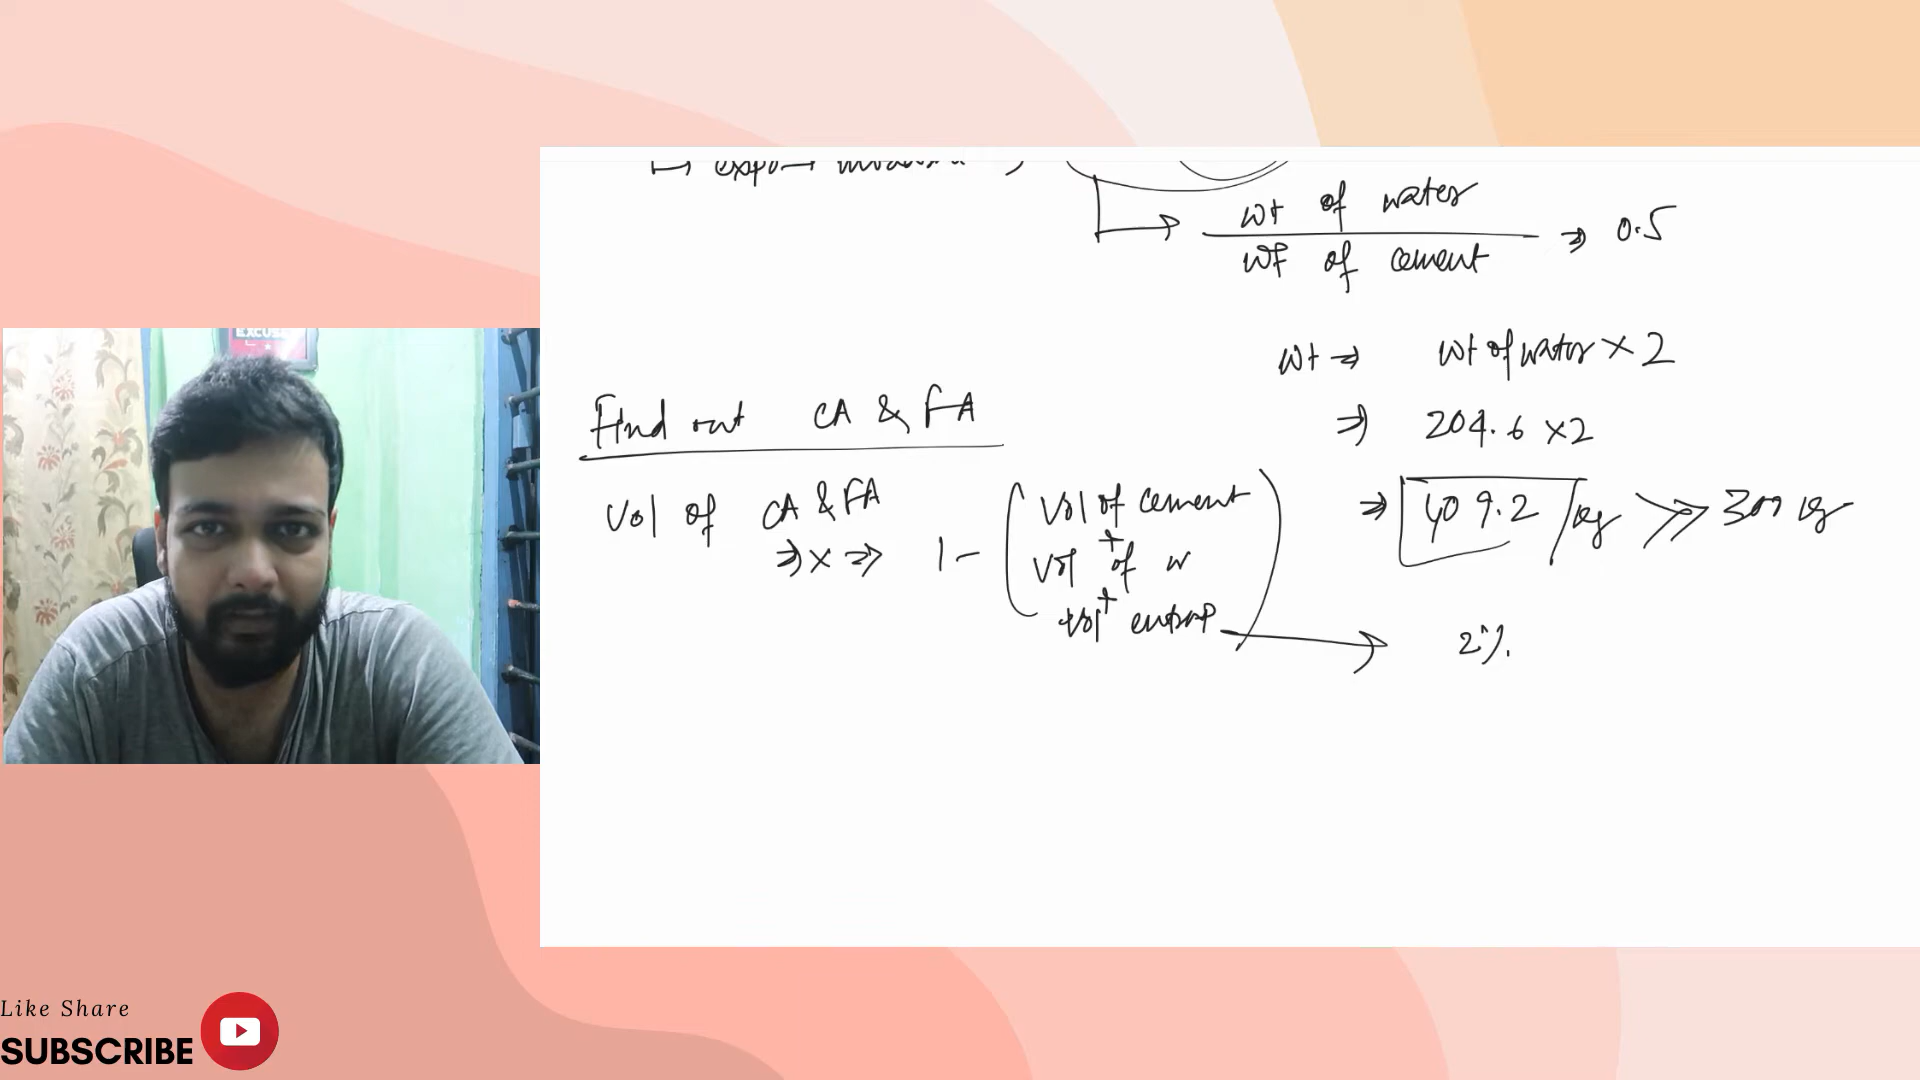 EXCUS
wt of water
wt of cement
⇒ 0.5
wt ⇒ wt of water × 2
⇒ 204.6 ×2
⇒ 409.2 /kg ⋙ 300 kg
Find out CA & FA
Vol of CA & FA
⇒ x ⇒ 1 -
Vol of cement
+
Vol of w
+
Vol entrap
→ 2%
Like Share
SUBSCRIBE